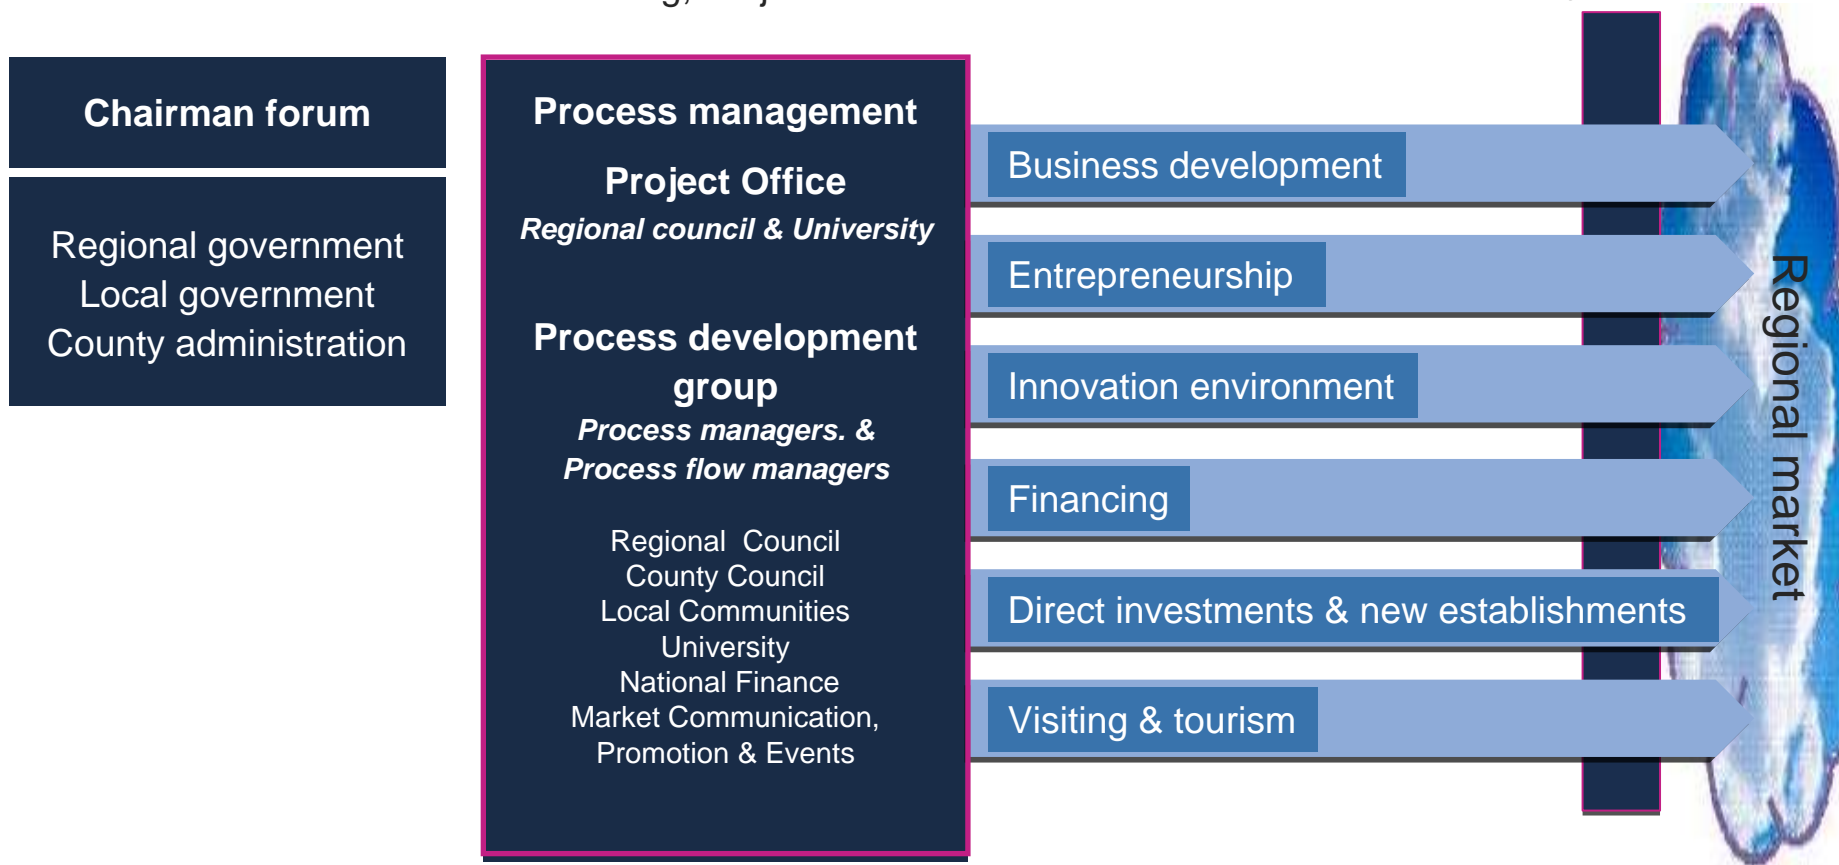 Chairman forum
Regional government
Local government
County administration
Process management
Project Office
Regional council & University
Process development
group
Process managers. &
Process flow managers
Regional Council
County Council
Local Communities
University
National Finance
Market Communication,
Promotion & Events
Business development
Entrepreneurship
Innovation environment
Financing
Direct investments & new establishments
Visiting & tourism
Regional market